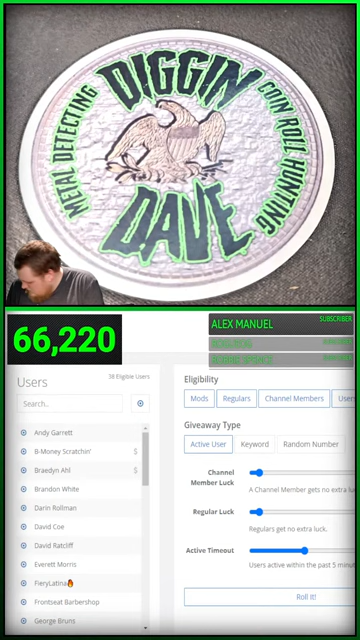 DIGGIN
METAL DETECTING
COIN ROLL HUNTING
DAVE
66,220
ALEX MANUEL
SUBSCRIBER
Users
38 Eligible Users
Search..
Andy Garrett
B-Money Scratchin'
$
Braedyn Ahl
$
Brandon White
Darin Rollman
David Coe
David Ratcliff
Everett Morris
FieryLatina🔥
Frontseat Barbershop
George Bruns
Eligibility
Mods
Regulars
Channel Members
Users
Giveaway Type
Active User
Keyword
Random Number
Channel
Member Luck
A Channel Member gets no extra lu
Regular Luck
Regulars get no extra luck.
Active Timeout
Users active within the past 5 minut
Roll It!